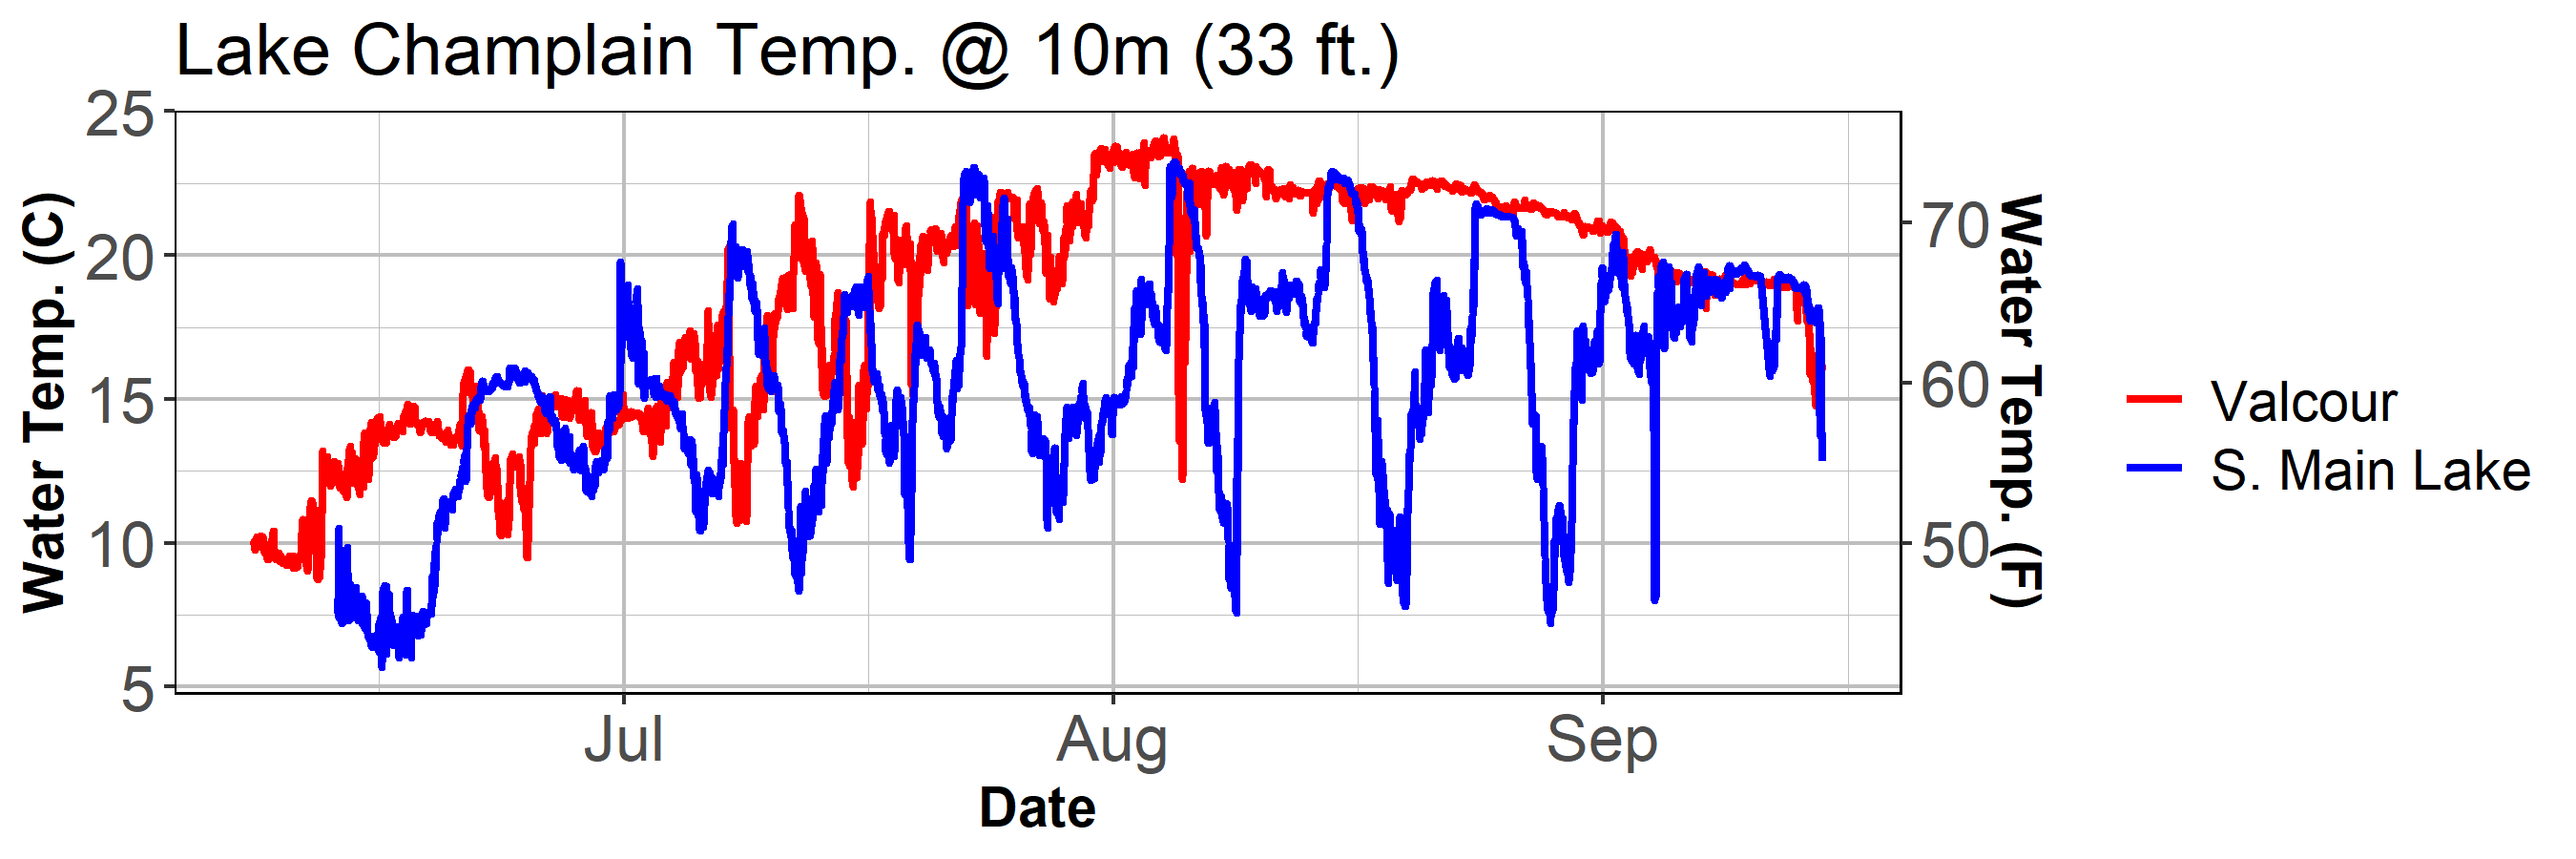 Lake Champlain Temp. @ 10m (33 ft.)
Water Temp. (C)
25
20
15
10
5
70
60
50
Water Temp. (F)
Jul
Aug
Sep
Date
Valcour
S. Main Lake